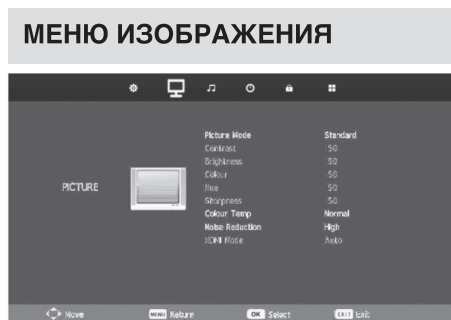 МЕНЮ ИЗОБРАЖЕНИЯ
PICTURE
Picture Mode Standard
Contrast 50
Brightness 50
Colour 50
Hue 50
Sharpness 50
Colour Temp Normal
Noise Reduction High
HDMI Mode Auto
Move MENU Return OK Select EXIT Exit